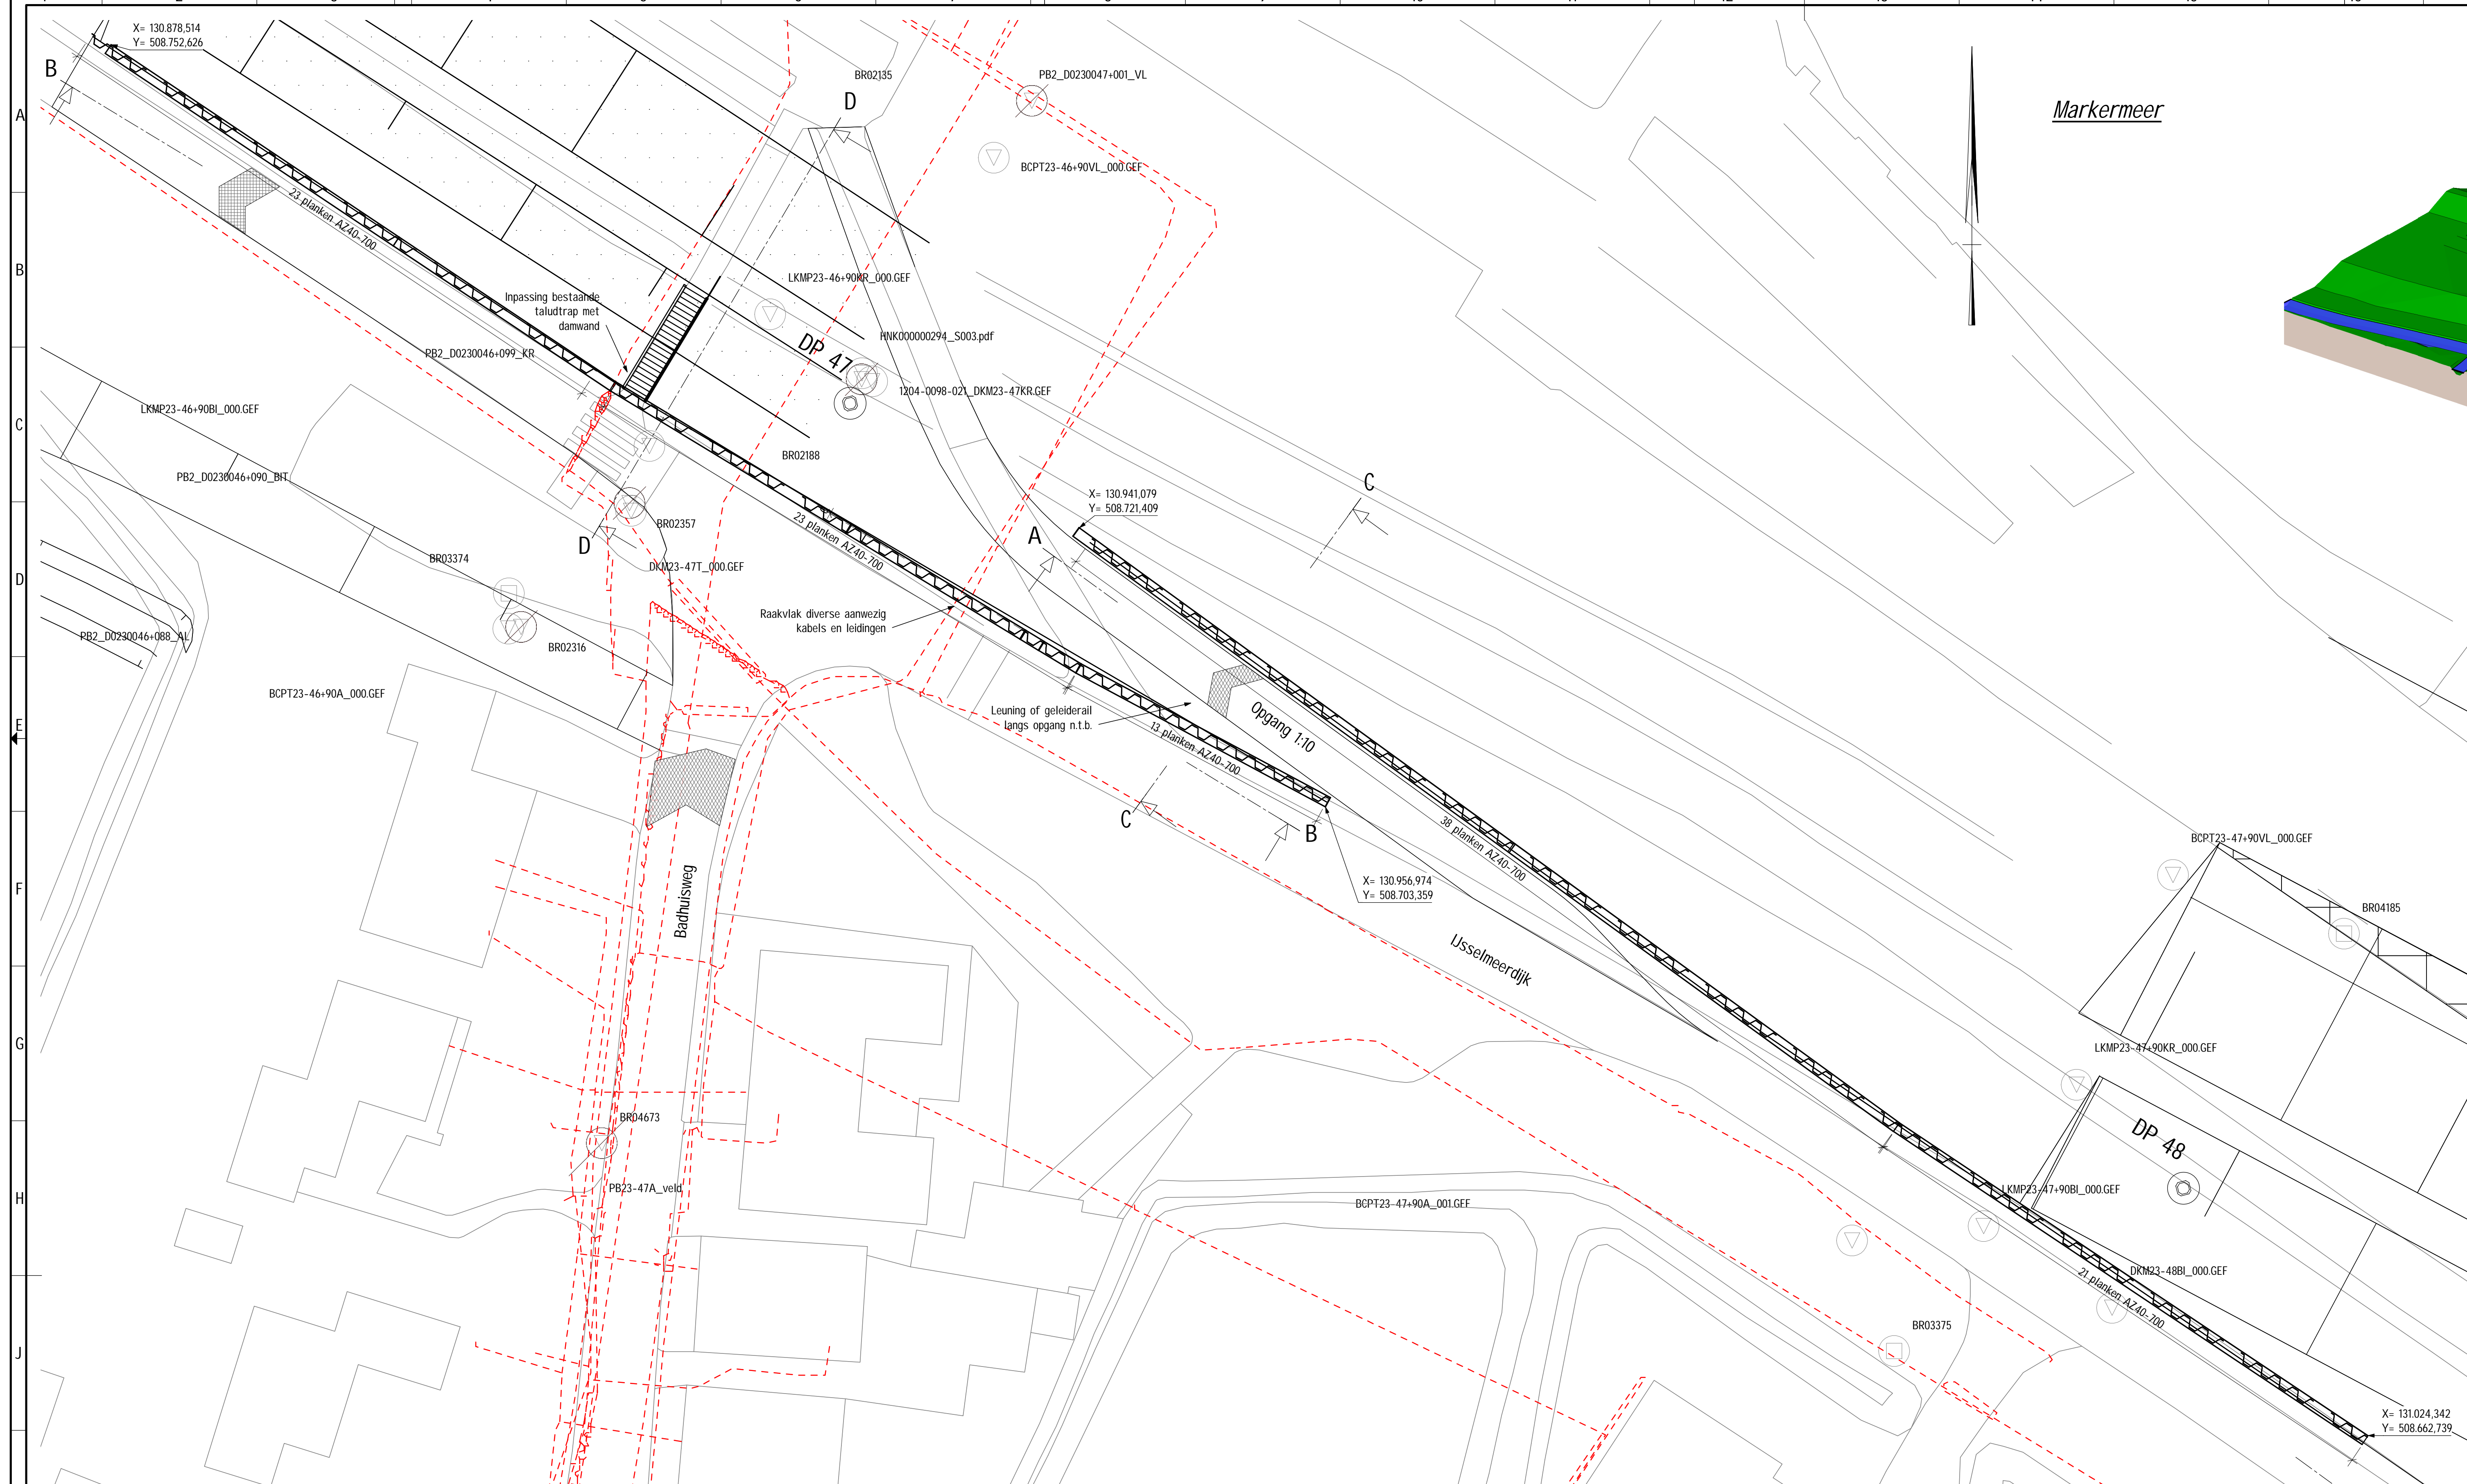 X= 130.878,514
Y= 508.752,626
B
BR02135
D
PB2_D0230047+001_VL
Markermeer
A
BCPT23-46+90VL_000.GEF
23 planken AZ40-700
B
LKMP23-46+90KR_000.GEF
Inpassing bestaande
taludtrap met
damwand
HNK000000294_S003.pdf
DP 47
PB2_D0230046+099_KR
1204-0098-021_DKM23-47KR.GEF
LKMP23-46+90BI_000.GEF
C
BR02188
PB2_D0230046+090_BIT
C
X= 130.941,079
Y= 508.721,409
BR02357
23 planken AZ40-700
A
D
BR03374
DKM23-47T_000.GEF
D
Raakvlak diverse aanwezig
kabels en leidingen
PB2_D0230046+088_AL
BR02316
BCPT23-46+90A_000.GEF
Leuning of geleiderail
langs opgang n.t.b.
Opgang 1:10
E
13 planken AZ40-700
C
B
38 planken AZ40-700
BCPT23-47+90VL_000.GEF
X= 130.956,974
Y= 508.703,359
F
Badhuisweg
BR04185
IJsselmeerdijk
G
LKMP23-47+90KR_000.GEF
BR04673
DP 48
PB23-47A_veld
LKMP23-47+90BI_000.GEF
H
BCPT23-47+90A_001.GEF
DKM23-48BI_000.GEF
21 planken AZ40-700
BR03375
J
X= 131.024,342
Y= 508.662,739